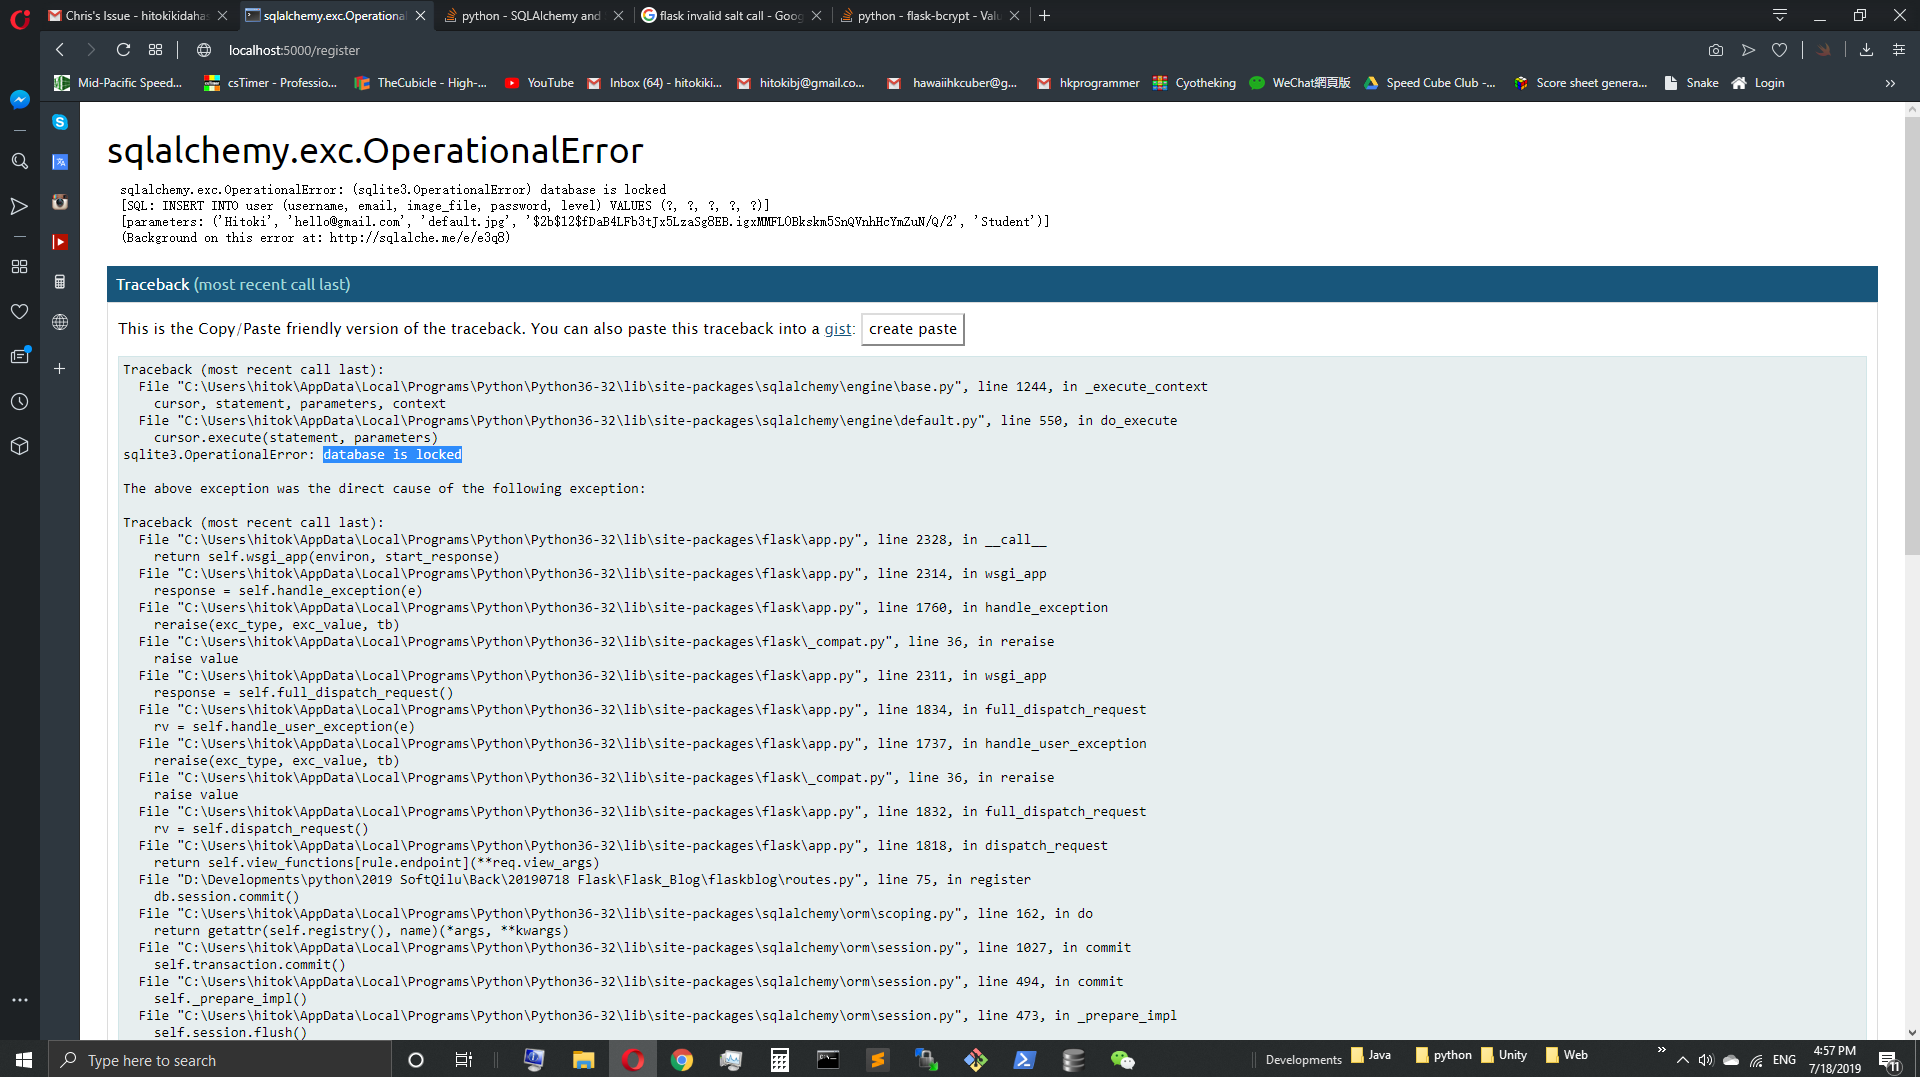 Chris's Issue - hitokikidaha
sqlalchemy.exc.Operational
python - SQLAlchemy and
flask invalid salt call - Goog
python - flask-bcrypt - Valu
localhost:5000/register
Mid-Pacific Speed...
csTimer - Professio...
TheCubicle - High-...
YouTube
Inbox (64) - hitokiki...
hitokibj@gmail.co...
hawaiihkcuber@g...
hkprogrammer
Cyotheking
WeChat網頁版
Speed Cube Club -...
Score sheet genera...
Snake
Login
sqlalchemy.exc.OperationalError
sqlalchemy.exc.OperationalError: (sqlite3.OperationalError) database is locked
[SQL: INSERT INTO user (username, email, image_file, password, level) VALUES (?, ?, ?, ?, ?)]
[parameters: ('Hitoki', 'hello@gmail.com', 'default.jpg', '$2b$12$fDaB4LFb3tJx5LzaSg8EB.igxMMFLOBkskm5SnQVnhHcYmZuN/Q/2', 'Student')]
(Background on this error at: http://sqlalche.me/e/e3q8)
Traceback (most recent call last)
This is the Copy/Paste friendly version of the traceback. You can also paste this traceback into a gist: create paste
Traceback (most recent call last):
File "C:\Users\hitok\AppData\Local\Programs\Python\Python36-32\lib\site-packages\sqlalchemy\engine\base.py", line 1244, in _execute_context
cursor, statement, parameters, context
File "C:\Users\hitok\AppData\Local\Programs\Python\Python36-32\lib\site-packages\sqlalchemy\engine\default.py", line 550, in do_execute
cursor.execute(statement, parameters)
sqlite3.OperationalError: database is locked
The above exception was the direct cause of the following exception:
Traceback (most recent call last):
File "C:\Users\hitok\AppData\Local\Programs\Python\Python36-32\lib\site-packages\flask\app.py", line 2328, in __call__
return self.wsgi_app(environ, start_response)
File "C:\Users\hitok\AppData\Local\Programs\Python\Python36-32\lib\site-packages\flask\app.py", line 2314, in wsgi_app
response = self.handle_exception(e)
File "C:\Users\hitok\AppData\Local\Programs\Python\Python36-32\lib\site-packages\flask\app.py", line 1760, in handle_exception
reraise(exc_type, exc_value, tb)
File "C:\Users\hitok\AppData\Local\Programs\Python\Python36-32\lib\site-packages\flask\_compat.py", line 36, in reraise
raise value
File "C:\Users\hitok\AppData\Local\Programs\Python\Python36-32\lib\site-packages\flask\app.py", line 2311, in wsgi_app
response = self.full_dispatch_request()
File "C:\Users\hitok\AppData\Local\Programs\Python\Python36-32\lib\site-packages\flask\app.py", line 1834, in full_dispatch_request
rv = self.handle_user_exception(e)
File "C:\Users\hitok\AppData\Local\Programs\Python\Python36-32\lib\site-packages\flask\app.py", line 1737, in handle_user_exception
reraise(exc_type, exc_value, tb)
File "C:\Users\hitok\AppData\Local\Programs\Python\Python36-32\lib\site-packages\flask\_compat.py", line 36, in reraise
raise value
File "C:\Users\hitok\AppData\Local\Programs\Python\Python36-32\lib\site-packages\flask\app.py", line 1832, in full_dispatch_request
rv = self.dispatch_request()
File "C:\Users\hitok\AppData\Local\Programs\Python\Python36-32\lib\site-packages\flask\app.py", line 1818, in dispatch_request
return self.view_functions[rule.endpoint](**req.view_args)
File "D:\Developments\python\2019 SoftQilu\Back\20190718 Flask\Flask_Blog\flaskblog\routes.py", line 75, in register
db.session.commit()
File "C:\Users\hitok\AppData\Local\Programs\Python\Python36-32\lib\site-packages\sqlalchemy\orm\scoping.py", line 162, in do
return getattr(self.registry(), name)(*args, **kwargs)
File "C:\Users\hitok\AppData\Local\Programs\Python\Python36-32\lib\site-packages\sqlalchemy\orm\session.py", line 1027, in commit
self.transaction.commit()
File "C:\Users\hitok\AppData\Local\Programs\Python\Python36-32\lib\site-packages\sqlalchemy\orm\session.py", line 494, in commit
self._prepare_impl()
File "C:\Users\hitok\AppData\Local\Programs\Python\Python36-32\lib\site-packages\sqlalchemy\orm\session.py", line 473, in _prepare_impl
self.session.flush()
Type here to search
Developments
Java
python
Unity
Web
ENG
4:57 PM
7/18/2019
11